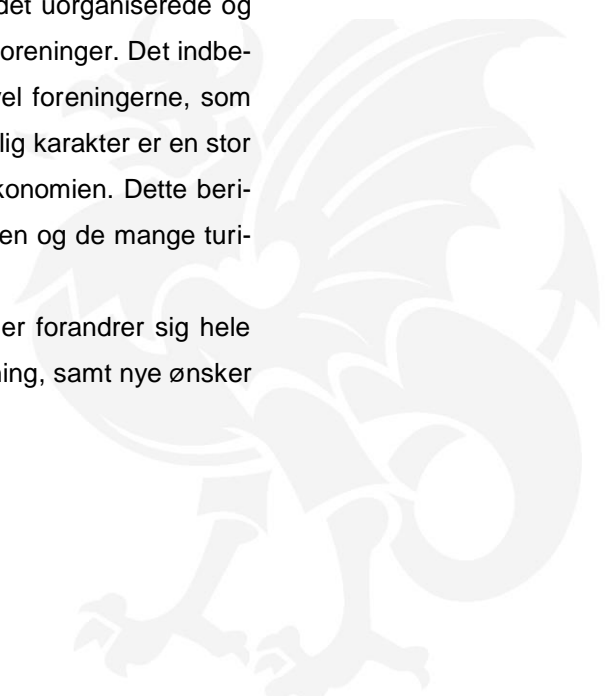 det uorganiserede og
oreninger. Det indbe-
vel foreningerne, som
lig karakter er en stor
konomien. Dette beri-
en og de mange turi-
er forandrer sig hele
ning, samt nye ønsker